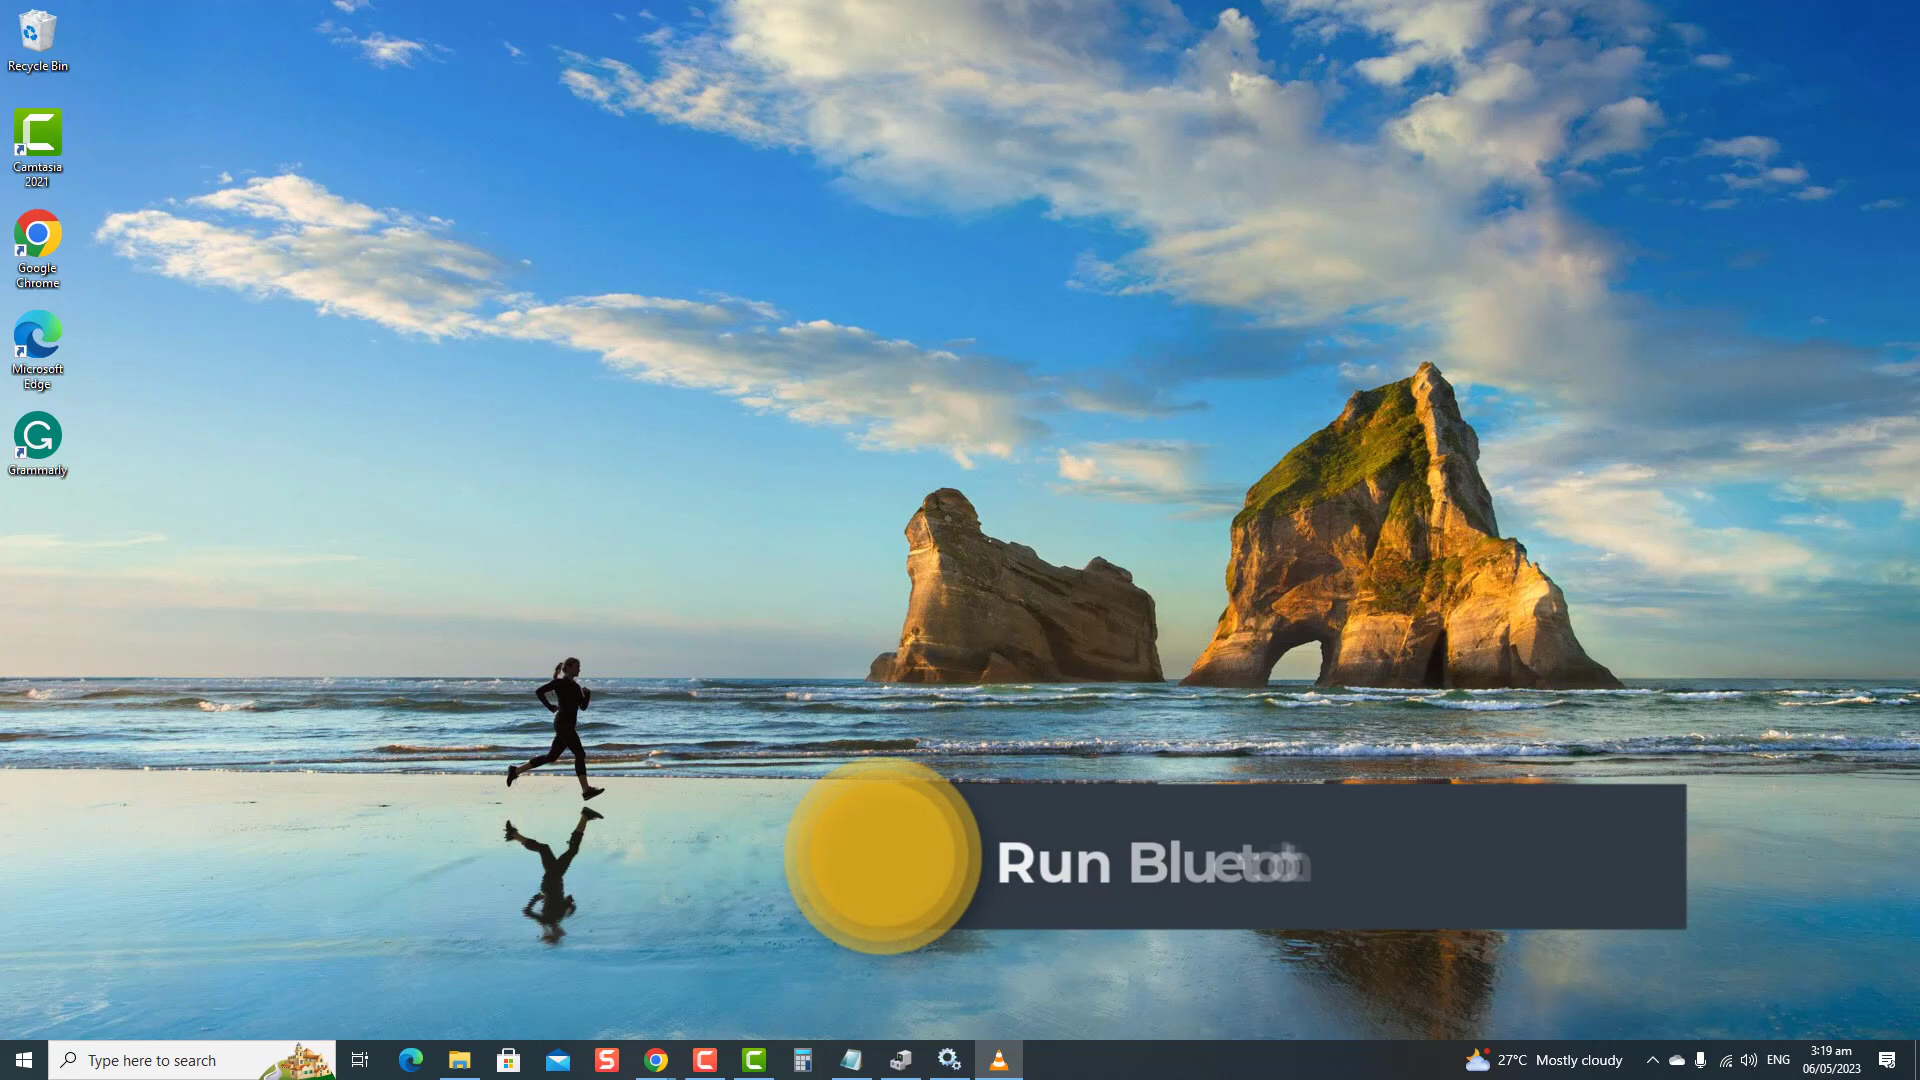 Recycle Bin
Camtasia
2021
Google
Chrome
Microsoft
Edge
Grammarly
Run
Type here to search
27°C Mostly cloudy
ENG
3:19 am
06/05/2023